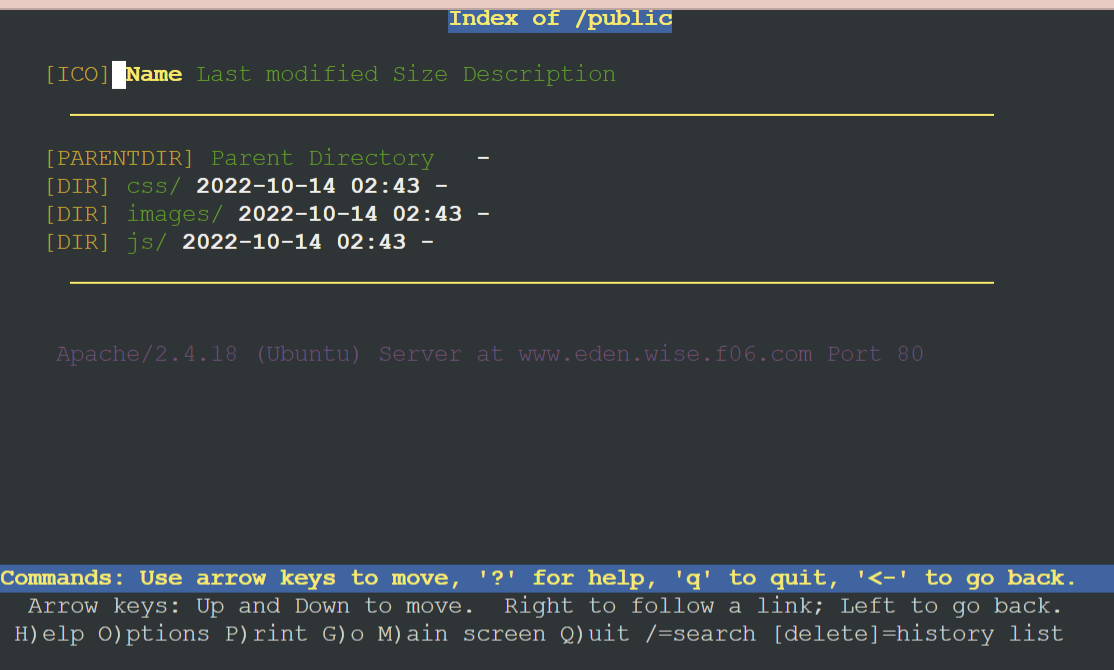 Index of /public
[ICO] Name Last modified Size Description
[PARENTDIR] Parent Directory -
[DIR] css/ 2022-10-14 02:43 -
[DIR] images/ 2022-10-14 02:43 -
[DIR] js/ 2022-10-14 02:43 -
Apache/2.4.18 (Ubuntu) Server at www.eden.wise.f06.com Port 80
Commands: Use arrow keys to move, '?' for help, 'q' to quit, '<-' to go back.
Arrow keys: Up and Down to move. Right to follow a link; Left to go back.
H)elp O)ptions P)rint G)o M)ain screen Q)uit /=search [delete]=history list